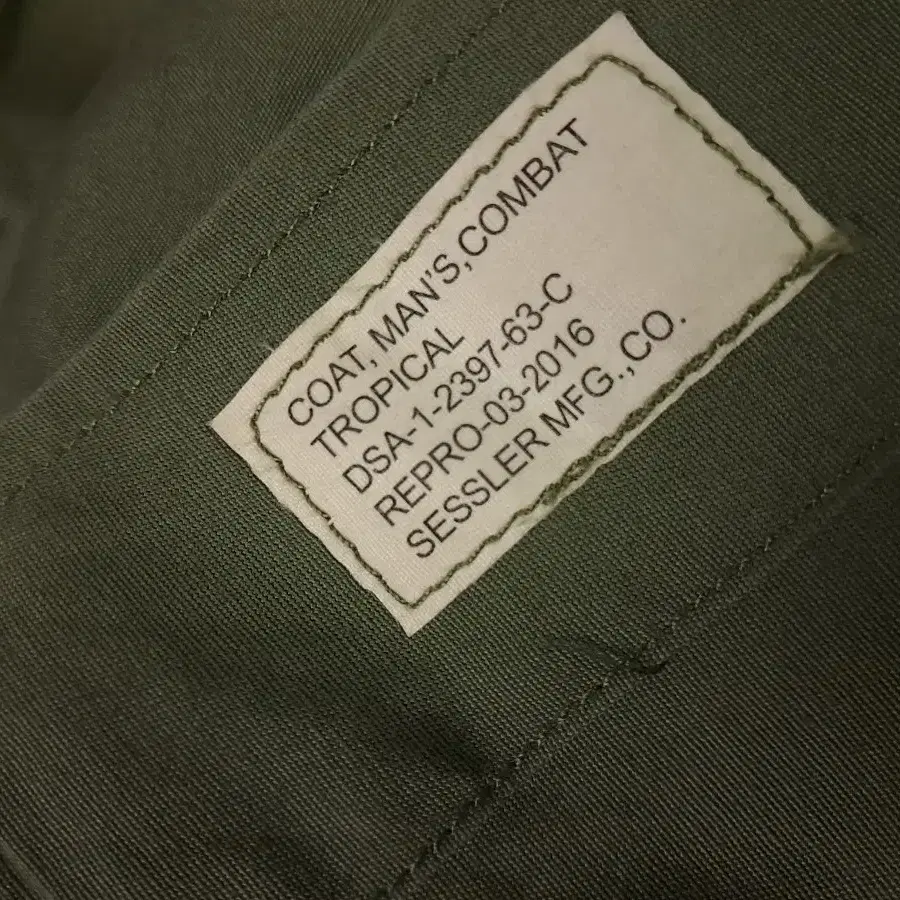 COAT, MAN'S,COMBAT
TROPICAL
DSA-1-2397-63-C
REPRO-03-2016
SESSLER MFG.,CO.